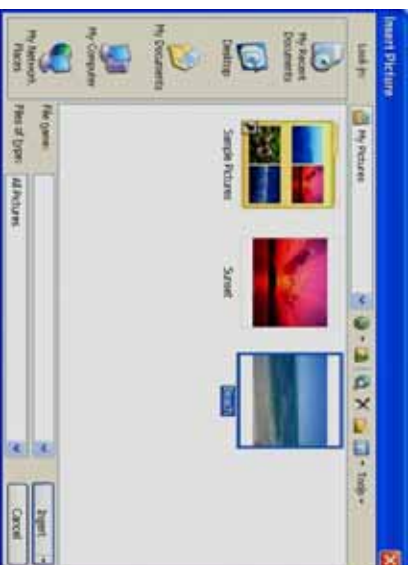 Insert Picture
Look in:
My Pictures
Tools
My Recent
Documents
Desktop
My Documents
My Computer
My Network
Places
Sample Pictures
Sunset
Beach
File name:
Files of type:
All Pictures
Insert
Cancel